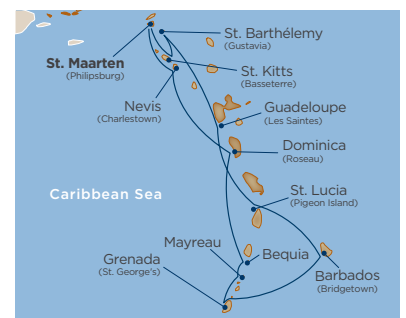 St. Barthélemy
(Gustavia)
St. Maarten
(Philipsburg)
St. Kitts
(Basseterre)
Nevis
(Charlestown)
Guadeloupe
(Les Saintes)
Dominica
(Roseau)
Caribbean Sea
St. Lucia
(Pigeon Island)
Mayreau
Bequia
Grenada
(St. George's)
Barbados
(Bridgetown)